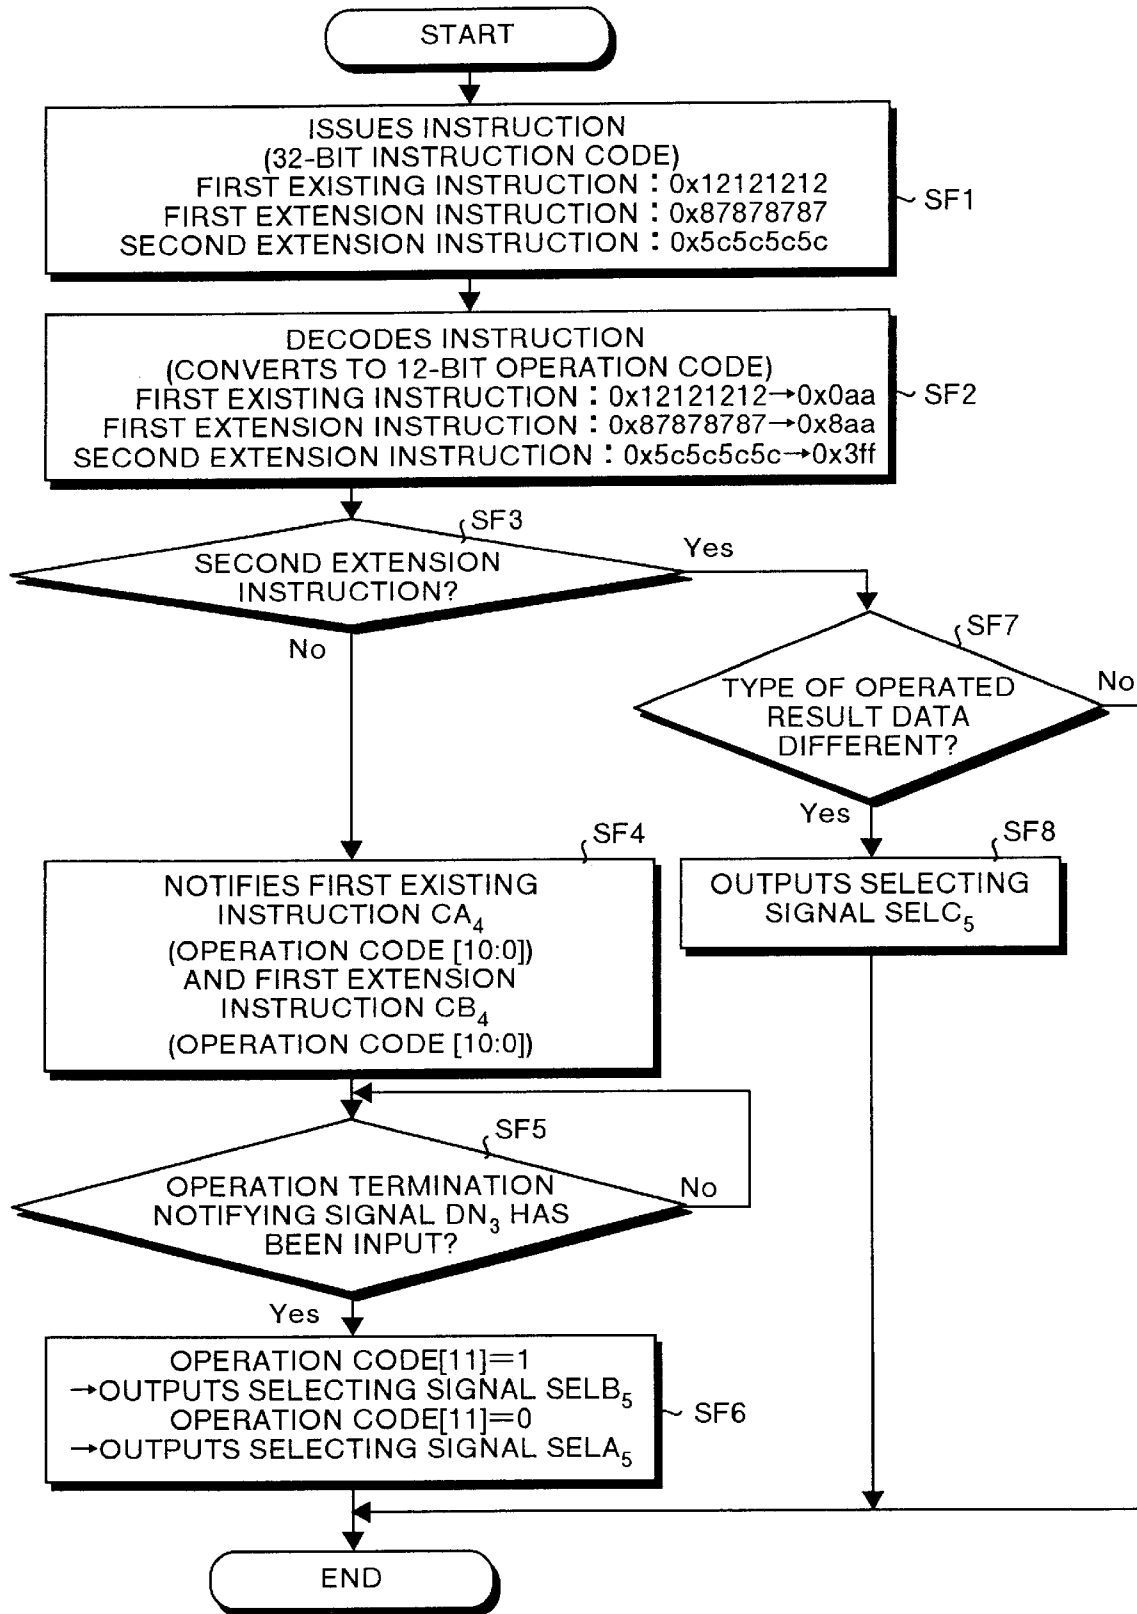 START
ISSUES INSTRUCTION
(32-BIT INSTRUCTION CODE)
FIRST EXISTING INSTRUCTION : 0x12121212
FIRST EXTENSION INSTRUCTION : 0x87878787
SECOND EXTENSION INSTRUCTION : 0x5c5c5c5c
SF1
DECODES INSTRUCTION
(CONVERTS TO 12-BIT OPERATION CODE)
FIRST EXISTING INSTRUCTION : 0x12121212→0x0aa
FIRST EXTENSION INSTRUCTION : 0x87878787→0x8aa
SECOND EXTENSION INSTRUCTION : 0x5c5c5c5c→0x3ff
SF2
SF3
SECOND EXTENSION
INSTRUCTION?
Yes
No
SF7
TYPE OF OPERATED
RESULT DATA
DIFFERENT?
No
Yes
SF4
NOTIFIES FIRST EXISTING
INSTRUCTION CA4
(OPERATION CODE [10:0])
AND FIRST EXTENSION
INSTRUCTION CB4
(OPERATION CODE [10:0])
SF8
OUTPUTS SELECTING
SIGNAL SELC5
SF5
OPERATION TERMINATION
NOTIFYING SIGNAL DN3 HAS
BEEN INPUT?
No
Yes
OPERATION CODE[11]=1
→OUTPUTS SELECTING SIGNAL SELB5
OPERATION CODE[11]=0
→OUTPUTS SELECTING SIGNAL SELA5
SF6
END